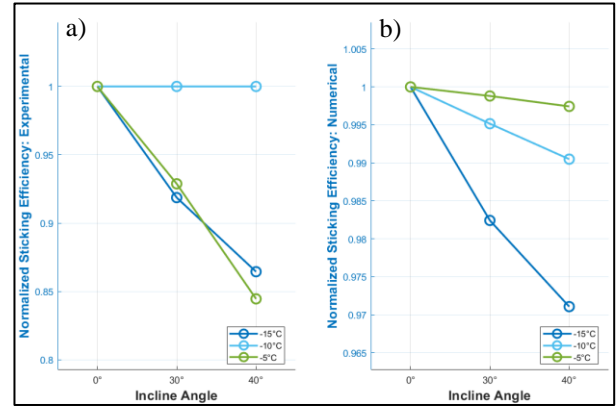 a)
Normalized Sticking Efficiency: Experimental
1
0.95
0.9
0.85
0.8
0°
30°
40°
Incline Angle
-15°C
-10°C
-5°C
b)
Normalized Sticking Efficiency: Numerical
1.005
1
0.995
0.99
0.985
0.98
0.975
0.97
0.965
0°
30°
40°
Incline Angle
-15°C
-10°C
-5°C